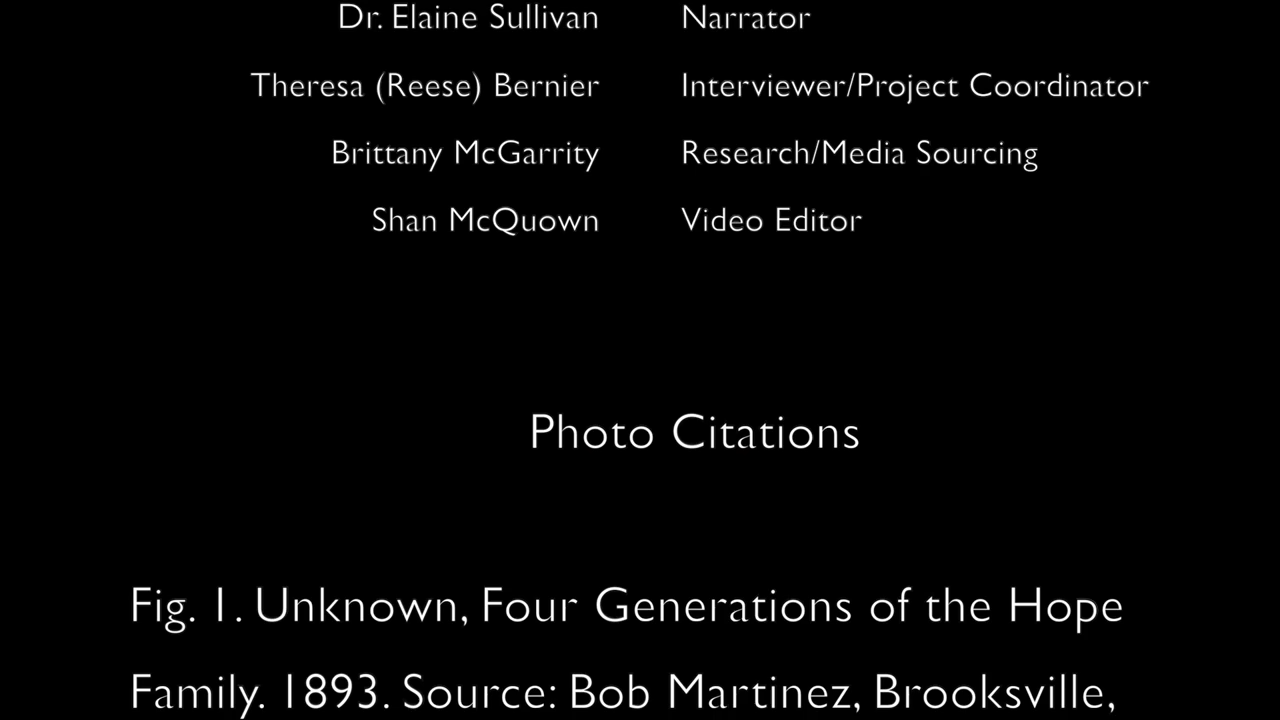 Dr. Elaine Sullivan Narrator
Theresa (Reese) Bernier Interviewer/Project Coordinator
Brittany McGarrity Research/Media Sourcing
Shan McQuown Video Editor
Photo Citations
Fig. 1. Unknown, Four Generations of the Hope
Family. 1893. Source: Bob Martinez, Brooksville,